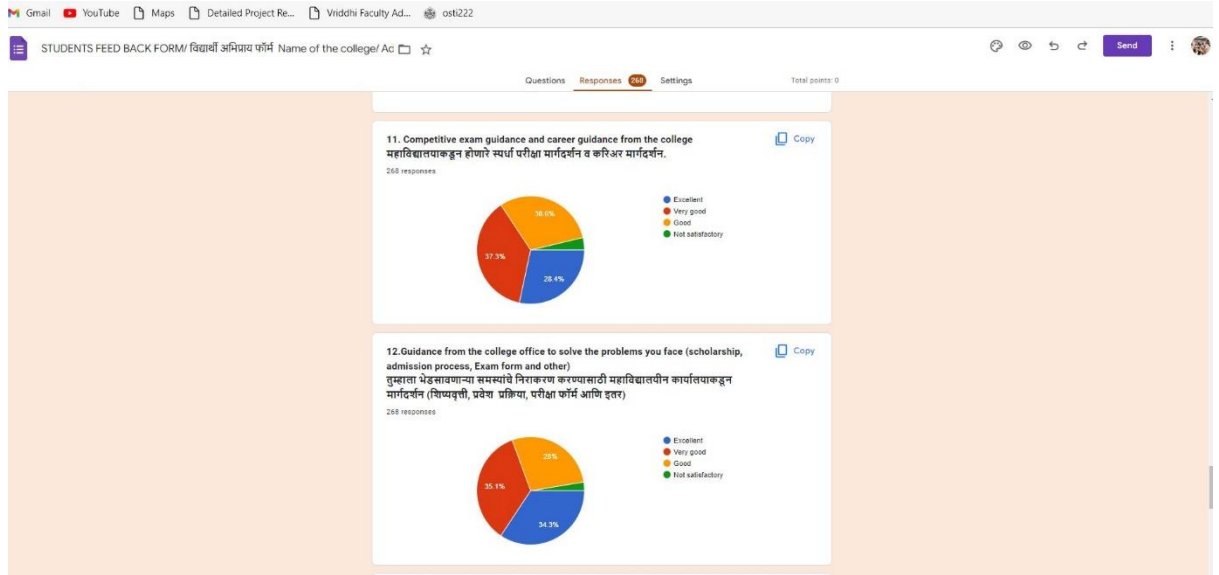 Gmail YouTube Maps Detailed Project Re... Vriddhi Faculty Ad... osti222
STUDENTS FEED BACK FORM/ विद्यार्थी अभिप्राय फॉर्म Name of the college/ Ac
Send
Questions Responses 268 Settings Total points: 0
11. Competitive exam guidance and career guidance from the college
Copy
महाविद्यालयाकडून होणारे स्पर्धा परीक्षा मार्गदर्शन व करिअर मार्गदर्शन.
268 responses
Excellent
Very good
Good
Not satisfactory
30.6%
37.3%
28.4%
12.Guidance from the college office to solve the problems you face (scholarship,
Copy
admission process, Exam form and other)
तुम्हाला भेडसावणाऱ्या समस्यांचे निराकरण करण्यासाठी महाविद्यालयीन कार्यालयाकडून
मार्गदर्शन (शिष्यवृत्ती, प्रवेश प्रक्रिया, परीक्षा फॉर्म आणि इतर)
268 responses
Excellent
Very good
Good
Not satisfactory
28%
35.1%
34.3%